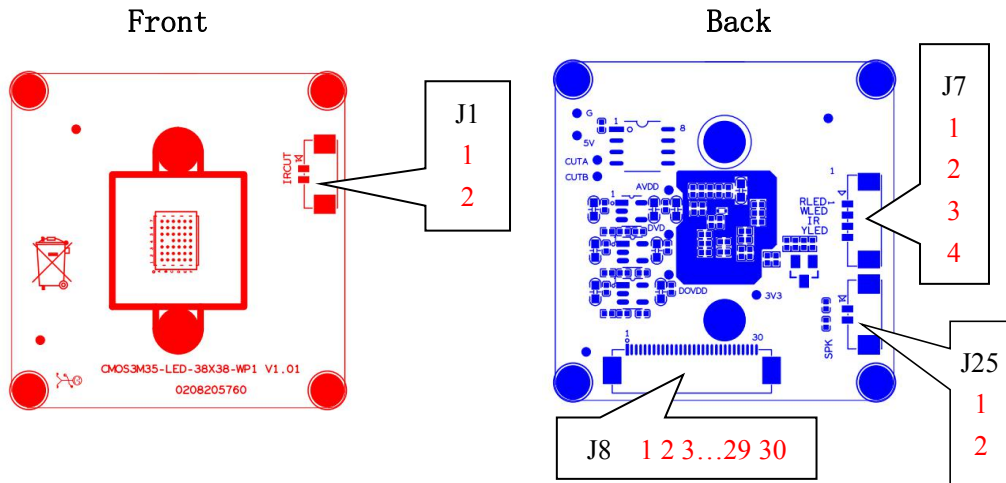 Front
Back
J1
1
2
IRCUT
CMOS3M35-LED-38X38-WP1 V1.01
0208205760
G
5V
CUTA
CUTB
1
8
AVDD
DVD
DOVDD
3V3
1
RLED
WLED
IR
YLED
1
SPK
1
30
J7
1
2
3
4
J25
1
2
J8 1 2 3…29 30